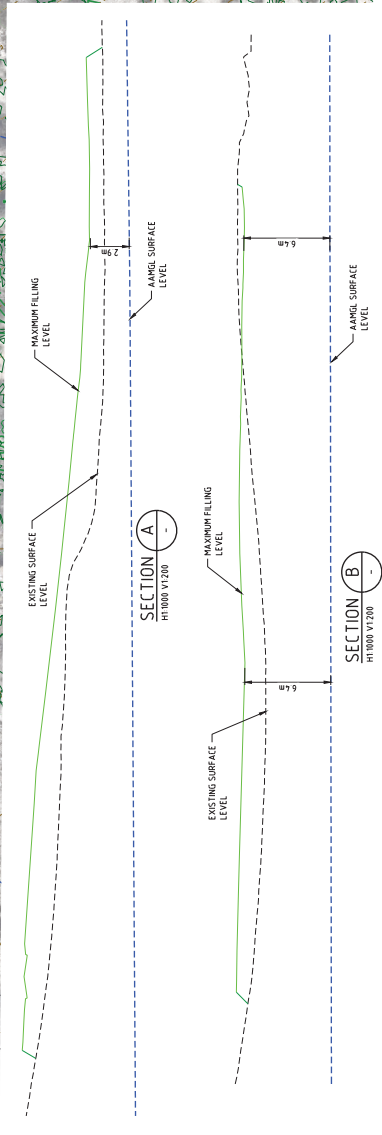 MAXIMUM FILLING
LEVEL
EXISTING SURFACE
LEVEL
2.9m
AAMGL SURFACE
LEVEL
SECTION A
-
H1:1000 V1:200
EXISTING SURFACE
LEVEL
MAXIMUM FILLING
LEVEL
6.4m
6.4m
AAMGL SURFACE
LEVEL
SECTION B
-
H1:1000 V1:200